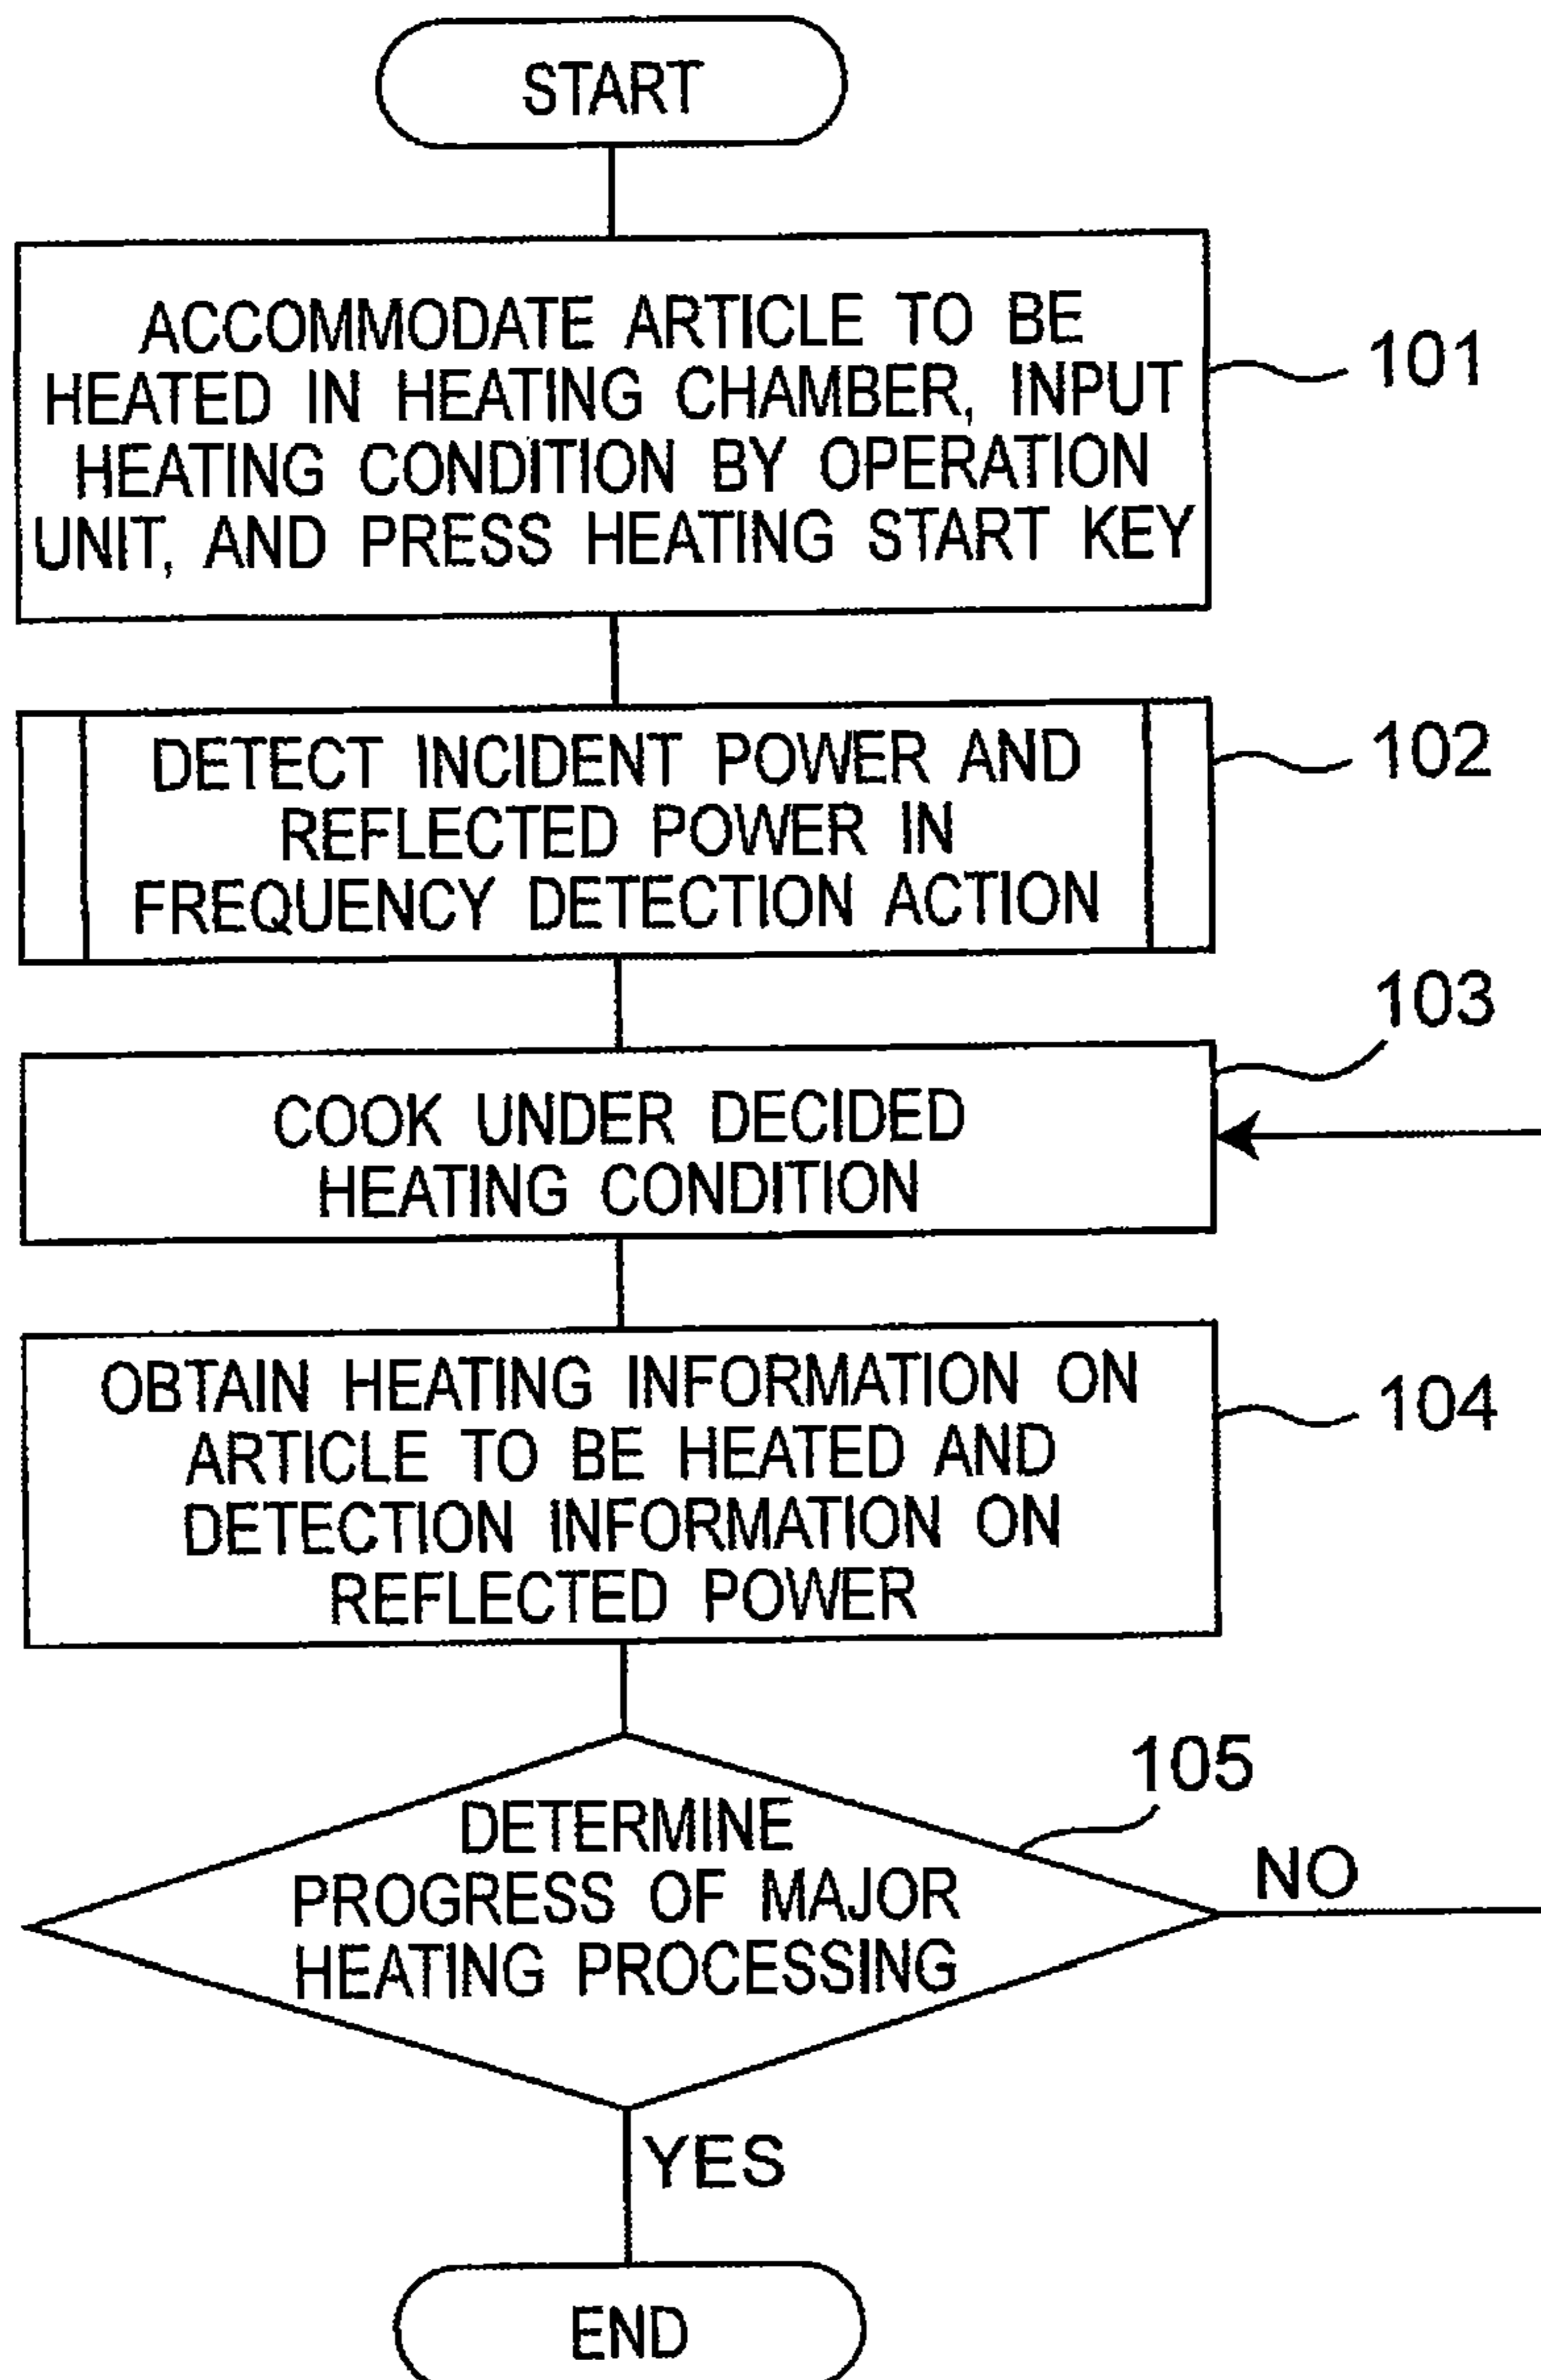 START
ACCOMMODATE ARTICLE TO BE
HEATED IN HEATING CHAMBER, INPUT
HEATING CONDITION BY OPERATION
UNIT, AND PRESS HEATING START KEY
101
DETECT INCIDENT POWER AND
REFLECTED POWER IN
FREQUENCY DETECTION ACTION
102
103
COOK UNDER DECIDED
HEATING CONDITION
OBTAIN HEATING INFORMATION ON
ARTICLE TO BE HEATED AND
DETECTION INFORMATION ON
REFLECTED POWER
104
105
DETERMINE
PROGRESS OF MAJOR
HEATING PROCESSING
NO
YES
END